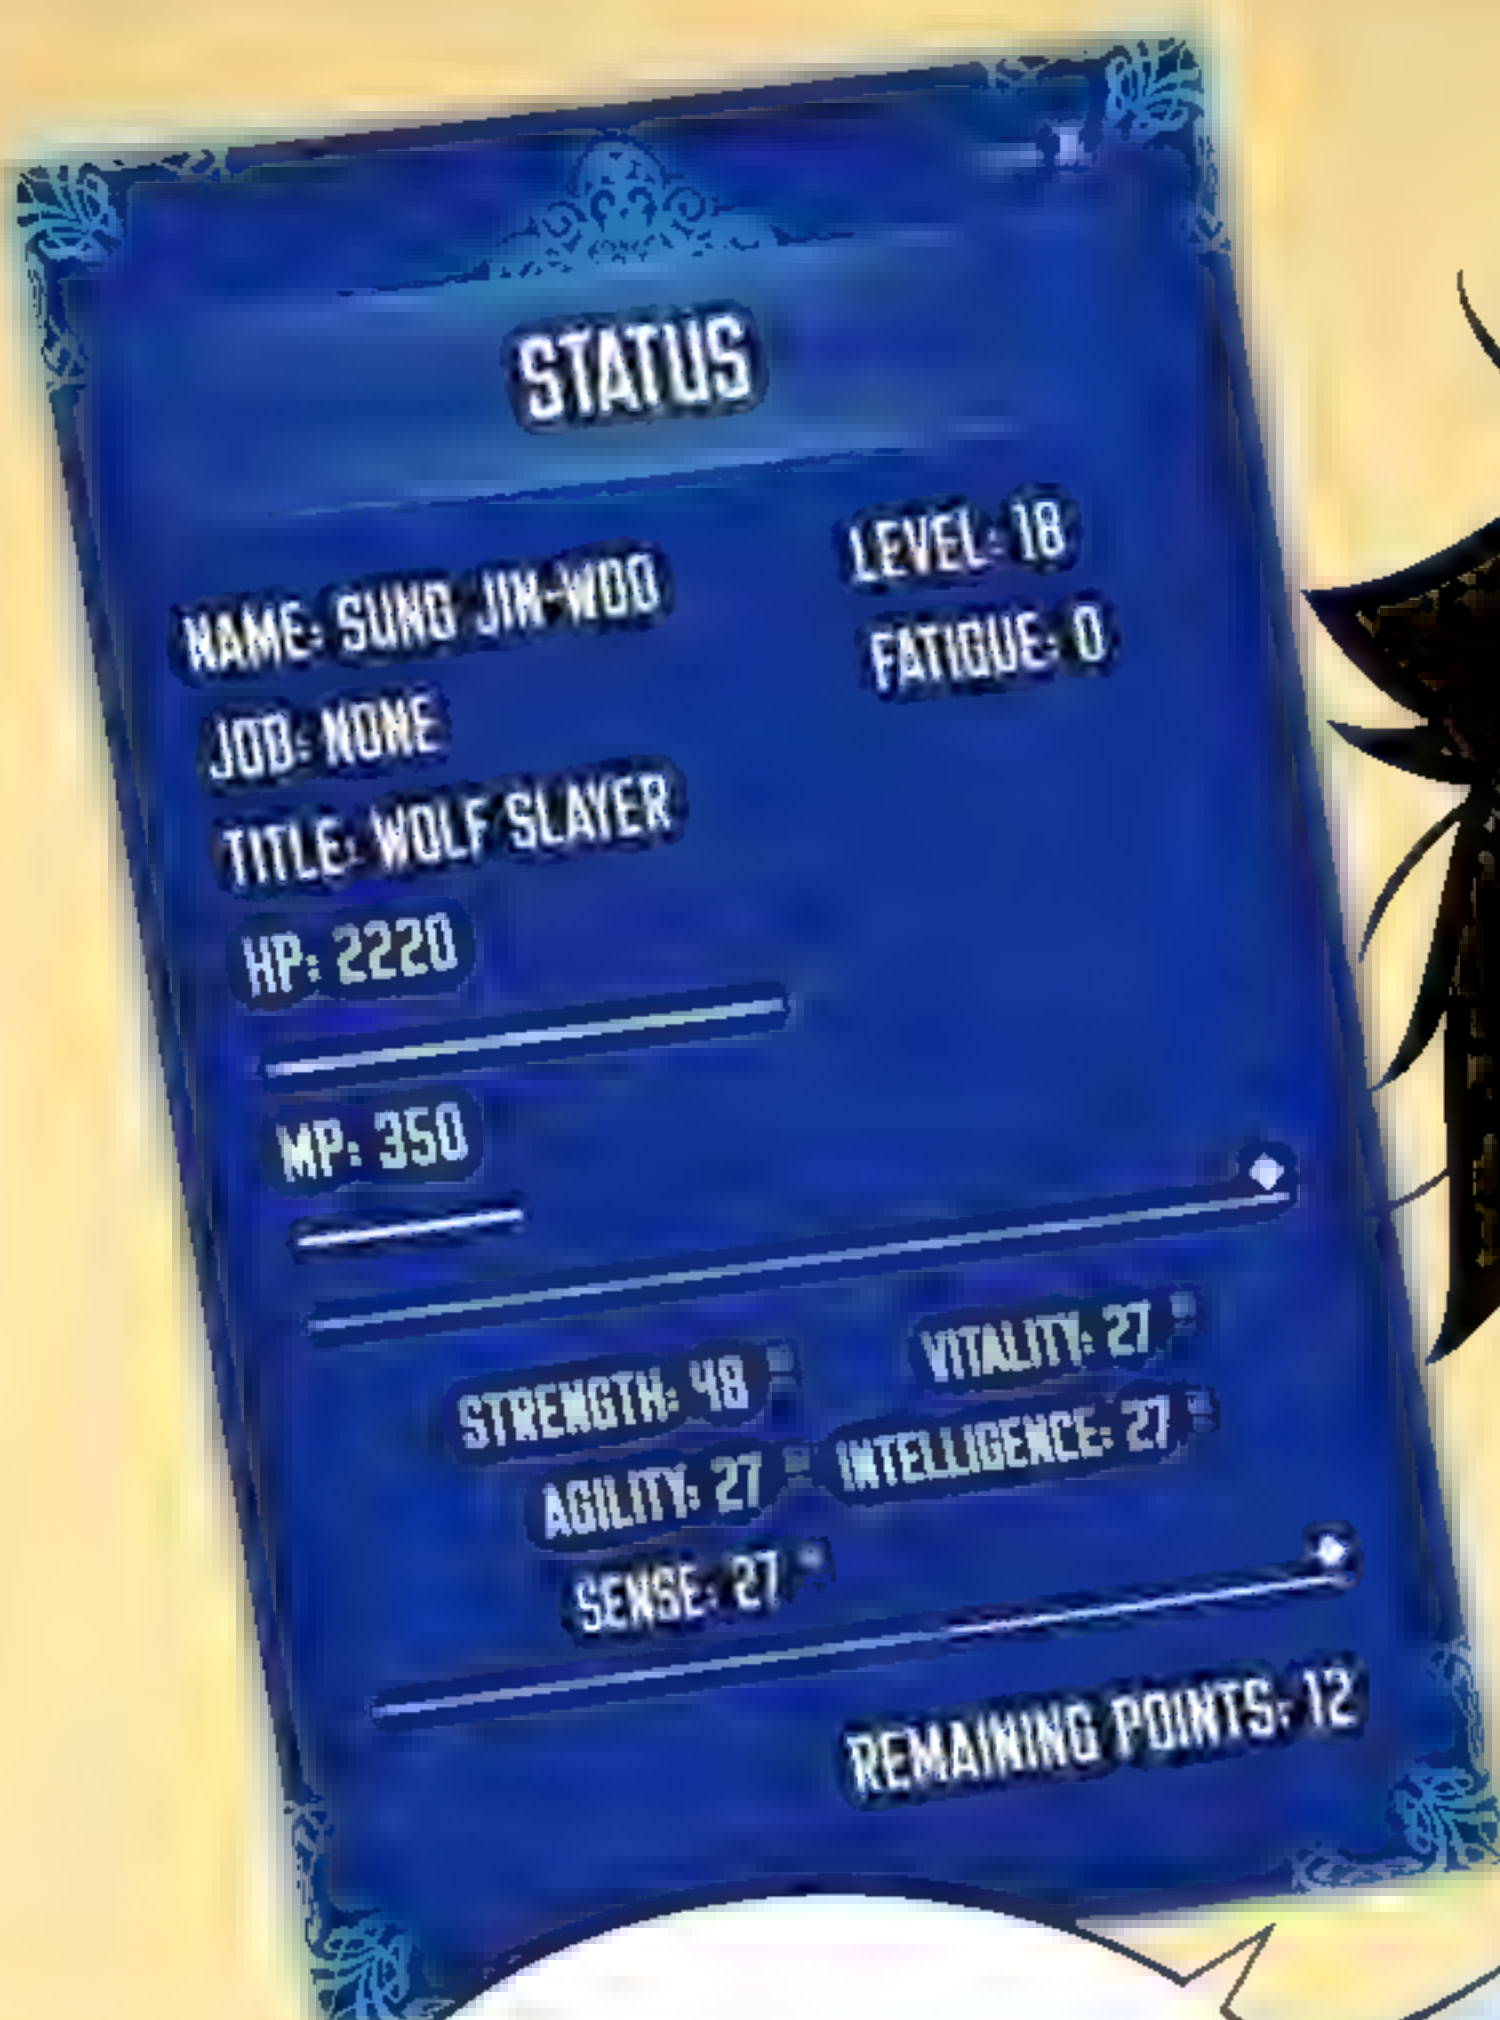 STATUS
NAME: SUNG JIN-WOO
LEVEL: 18
JOB: NONE
FATIGUE: 0
TITLE: WOLF SLAYER
HP: 2220
MP: 350
STRENGTH: 48
VITALITY: 27
AGILITY: 27
INTELLIGENCE: 27
SENSE: 27
REMAINING POINTS: 12